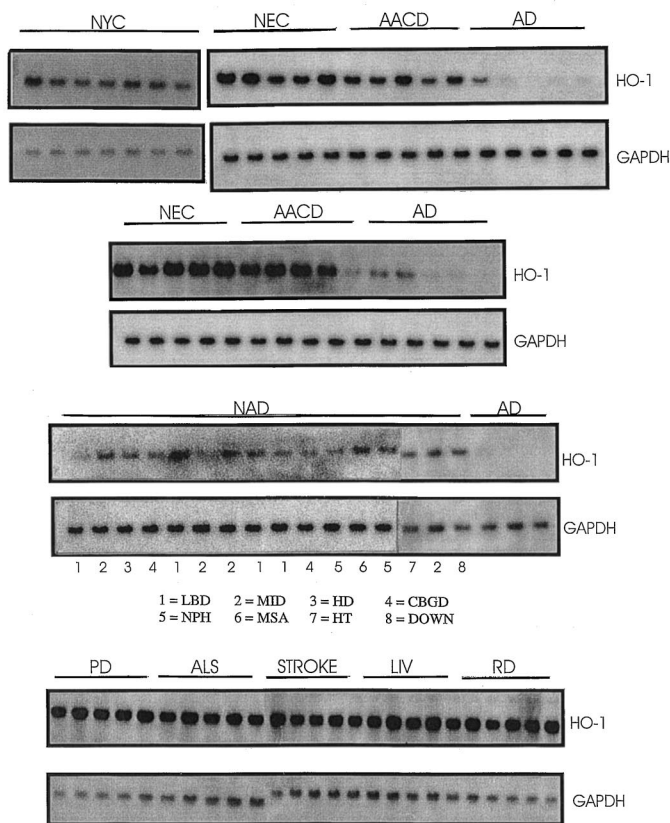 NYC NEC AACD AD
HO-1
GAPDH
NEC AACD AD
HO-1
GAPDH
NAD AD
HO-1
GAPDH
1 2 3 4 1 2 2 1 1 4 5 6 5 7 2 8
1 = LBD 2 = MID 3 = HD 4 = CBGD
5 = NPH 6 = MSA 7 = HT 8 = DOWN
PD ALS STROKE LIV RD
HO-1
GAPDH